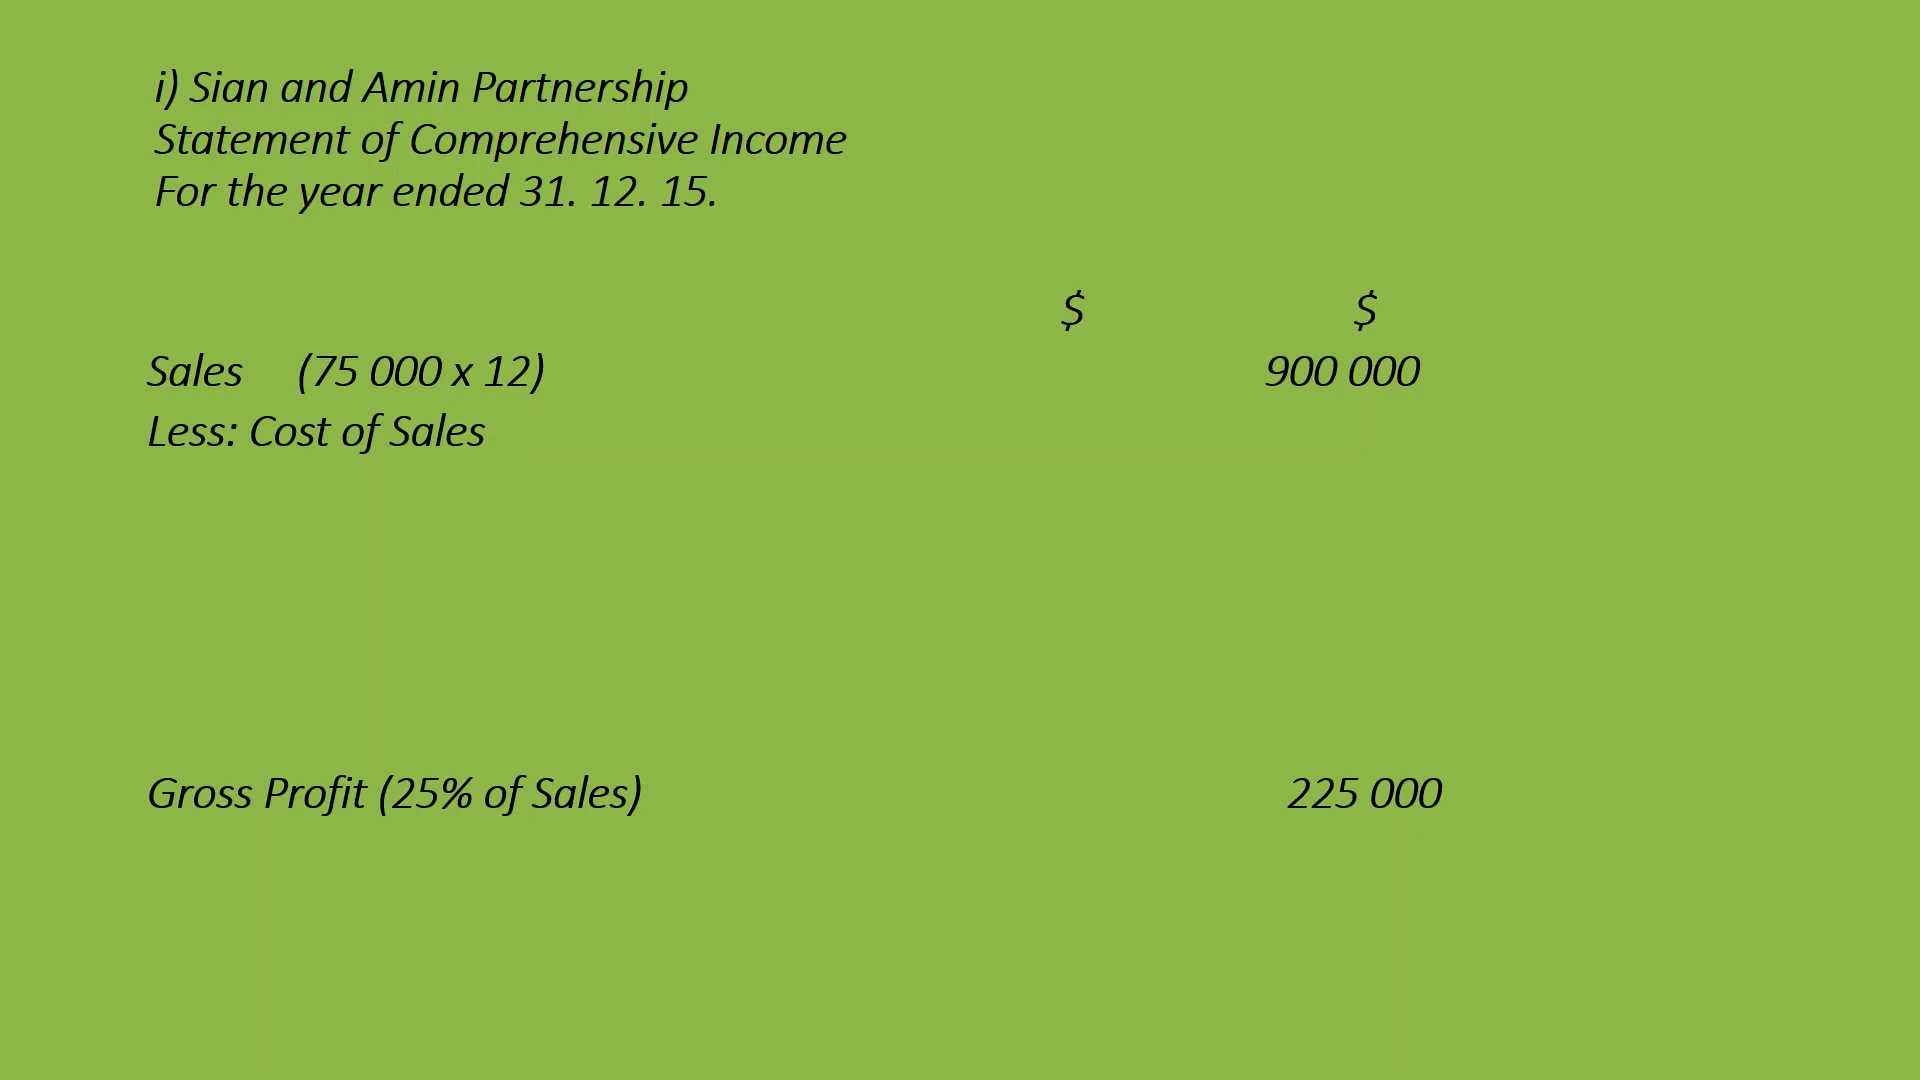 i) Sian and Amin Partnership
Statement of Comprehensive Income
For the year ended 31. 12. 15.
$ $
Sales (75 000 x 12) 900 000
Less: Cost of Sales
Gross Profit (25% of Sales) 225 000